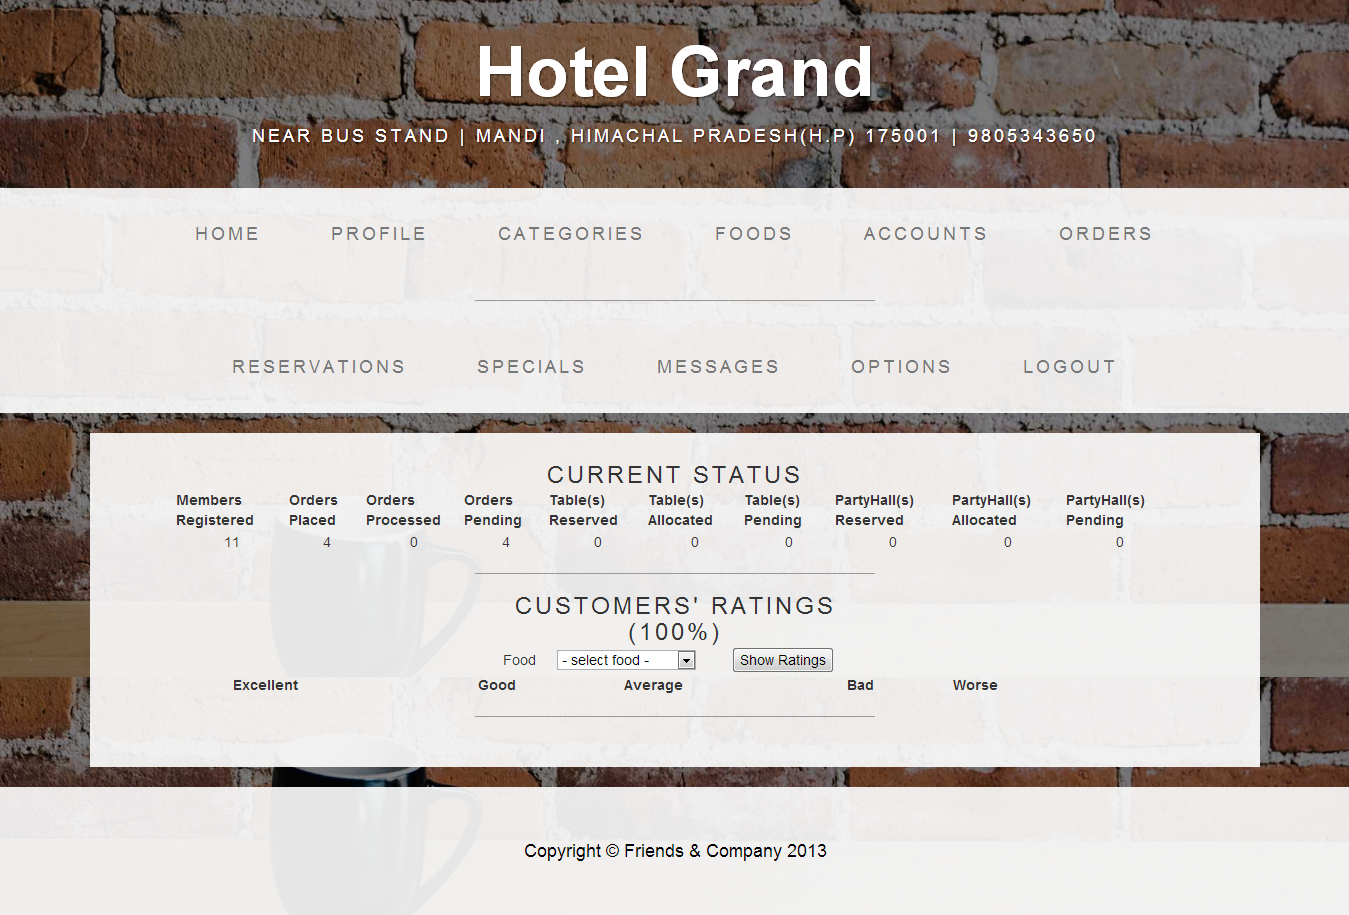 Hotel Grand
NEAR BUS STAND | MANDI , HIMACHAL PRADESH(H.P) 175001 | 9805343650
HOME PROFILE CATEGORIES FOODS ACCOUNTS ORDERS
RESERVATIONS SPECIALS MESSAGES OPTIONS LOGOUT
CURRENT STATUS
Members Orders Orders Orders Table(s) Table(s) Table(s) PartyHall(s) PartyHall(s) PartyHall(s)
Registered Placed Processed Pending Reserved Allocated Pending Reserved Allocated Pending
11 4 0 4 0 0 0 0 0 0
CUSTOMERS' RATINGS
(100%)
Food - select food - Show Ratings
Excellent Good Average Bad Worse
Copyright © Friends & Company 2013